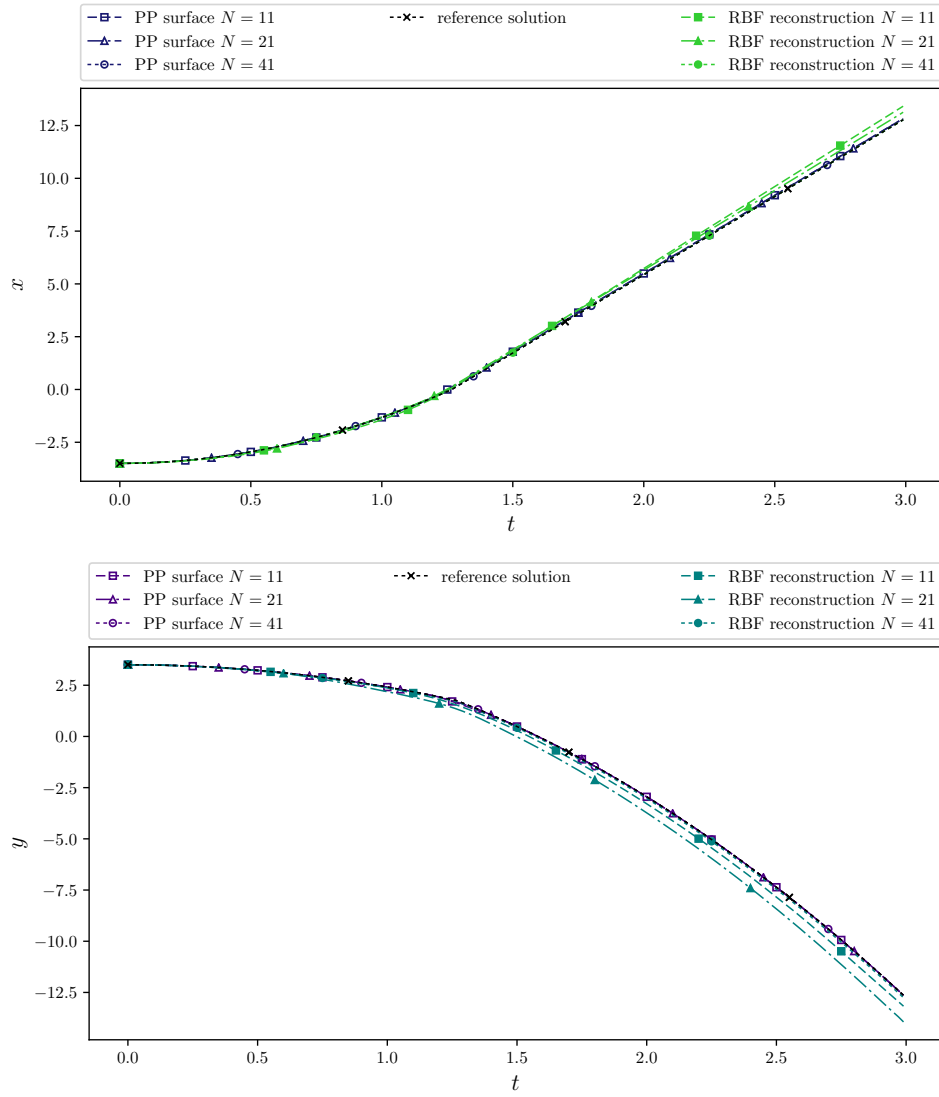 PP surface N = 11
PP surface N = 21
PP surface N = 41
reference solution
RBF reconstruction N = 11
RBF reconstruction N = 21
RBF reconstruction N = 41
12.5
10.0
7.5
5.0
2.5
0.0
−2.5
x
0.0 0.5 1.0 1.5 2.0 2.5 3.0
t
PP surface N = 11
PP surface N = 21
PP surface N = 41
reference solution
RBF reconstruction N = 11
RBF reconstruction N = 21
RBF reconstruction N = 41
2.5
0.0
−2.5
−5.0
−7.5
−10.0
−12.5
y
0.0 0.5 1.0 1.5 2.0 2.5 3.0
t